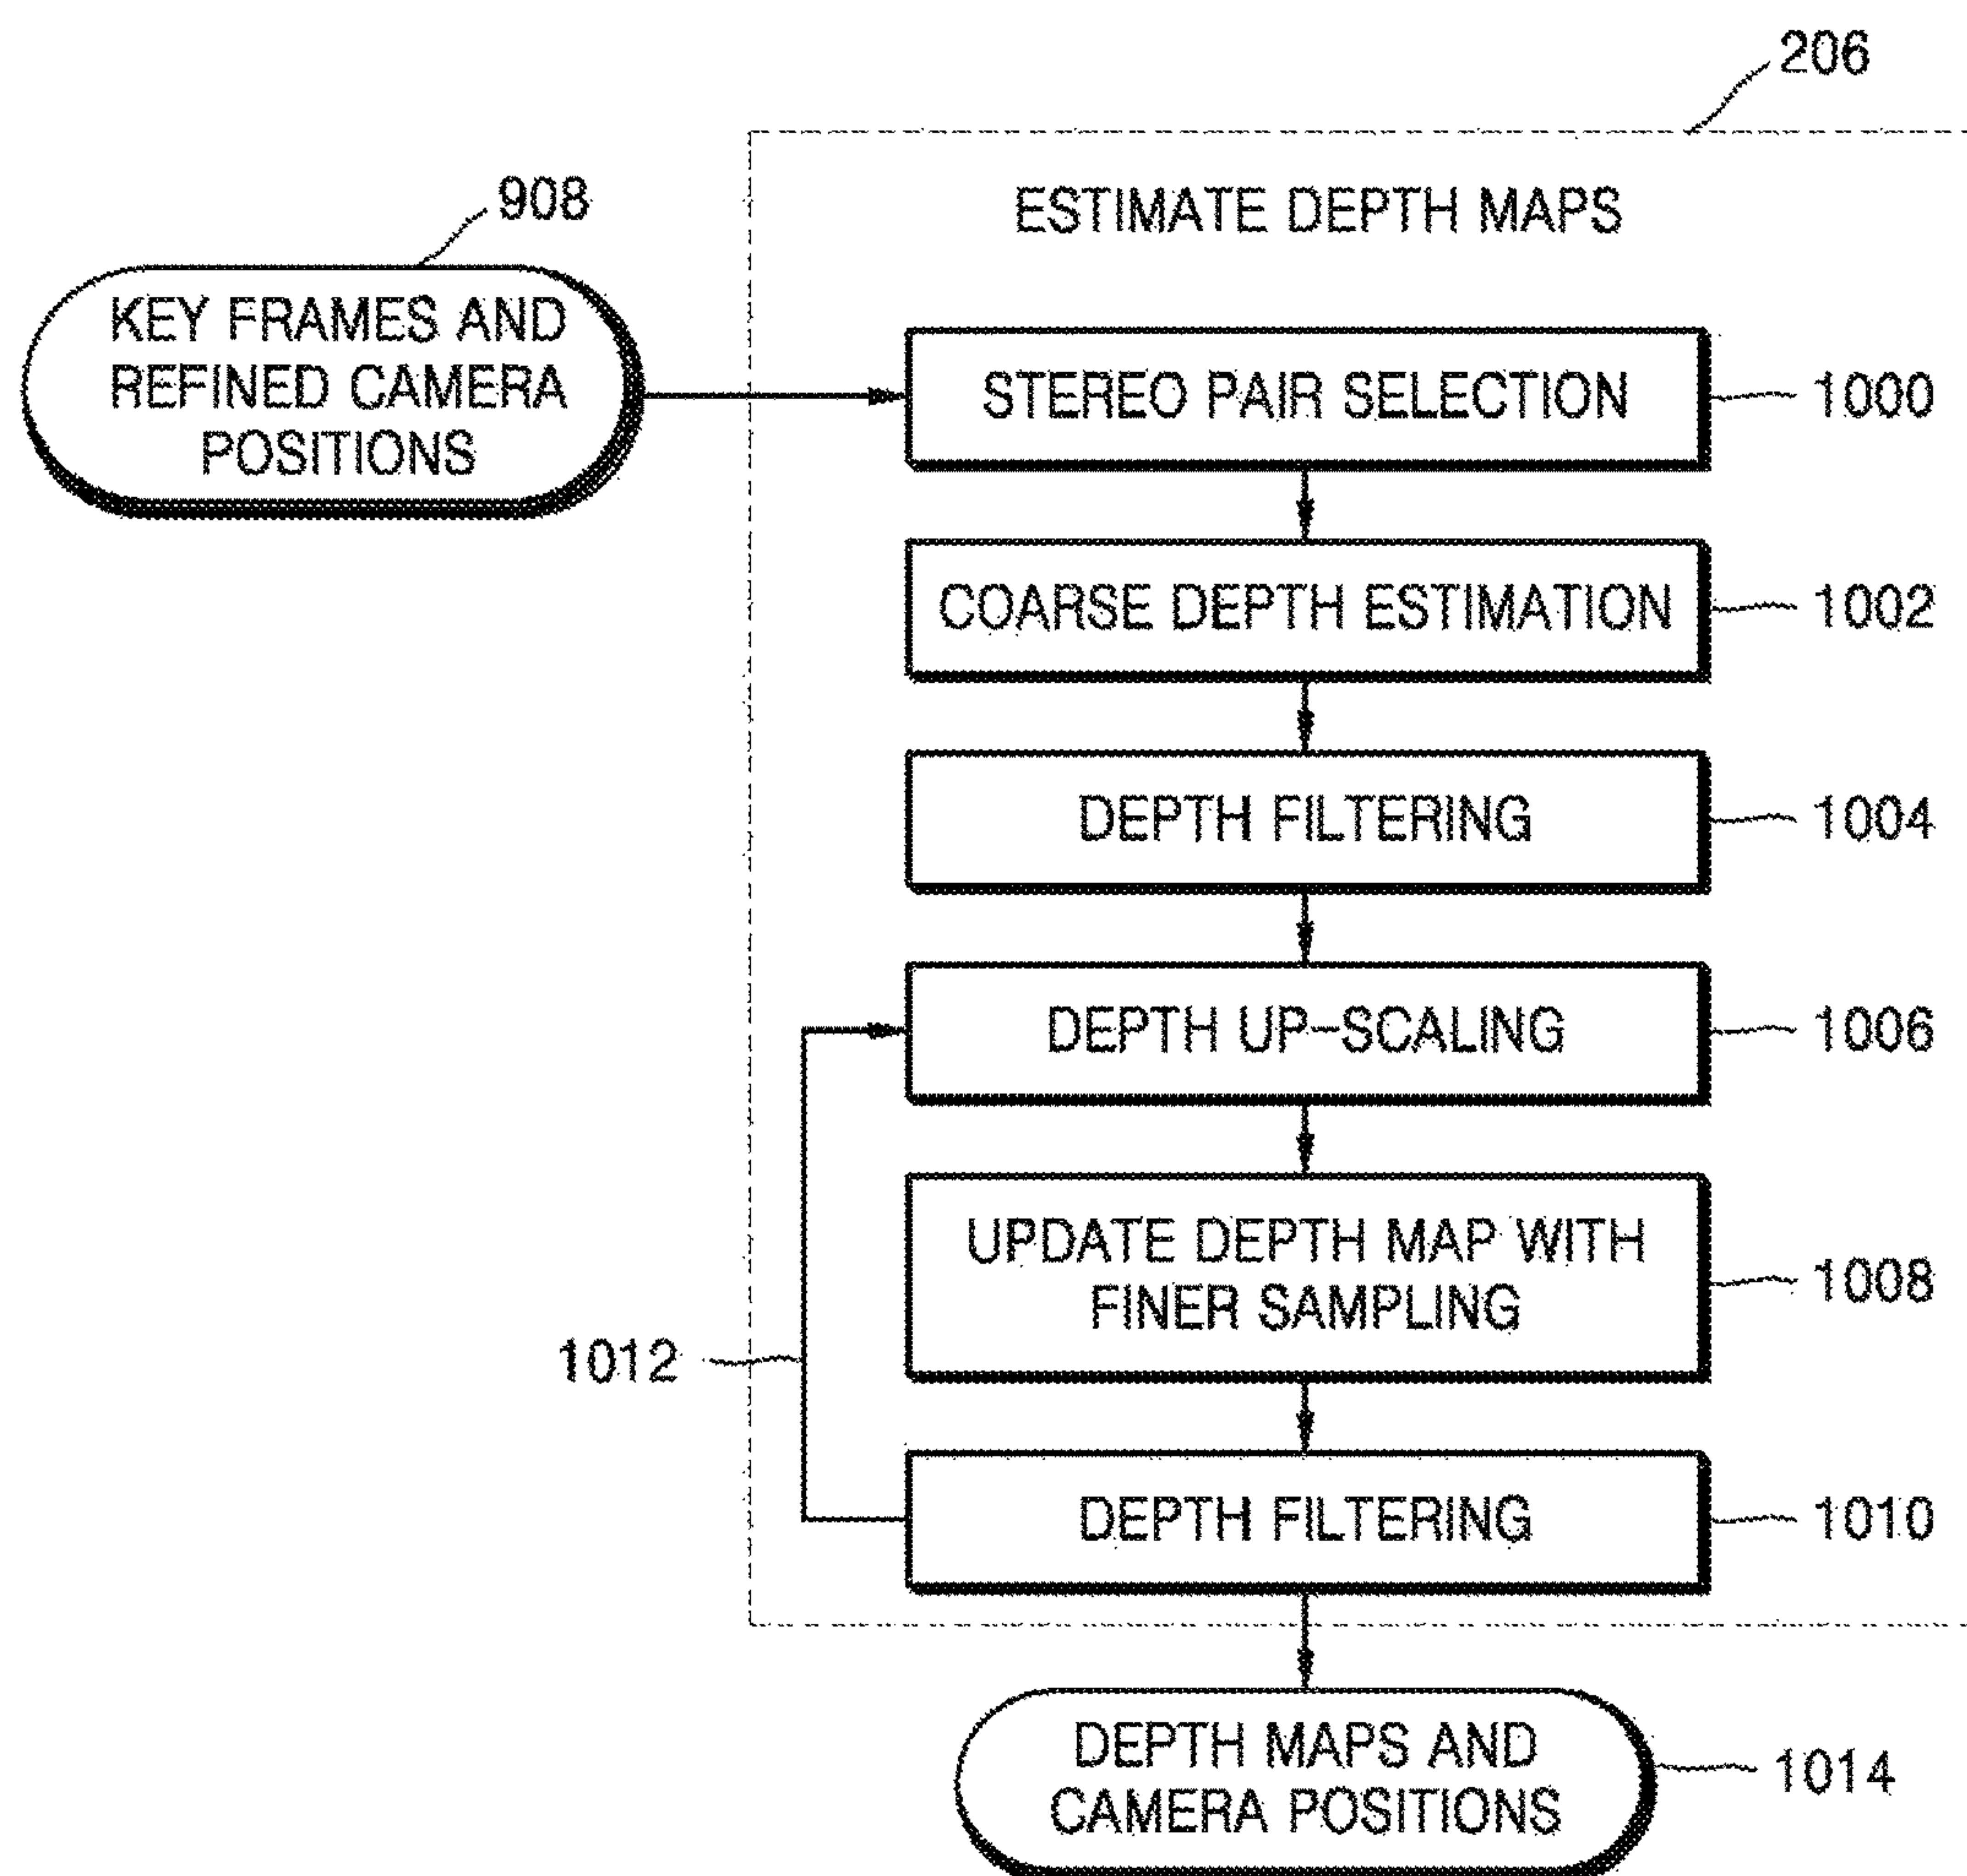 206
908
ESTIMATE DEPTH MAPS
KEY FRAMES AND
REFINED CAMERA
POSITIONS
STEREO PAIR SELECTION
1000
COARSE DEPTH ESTIMATION
1002
DEPTH FILTERING
1004
DEPTH UP-SCALING
1006
UPDATE DEPTH MAP WITH
FINER SAMPLING
1008
1012
DEPTH FILTERING
1010
DEPTH MAPS AND
CAMERA POSITIONS
1014